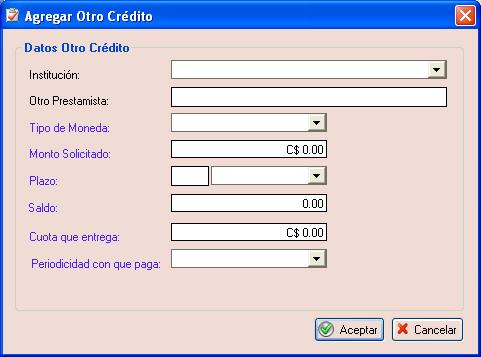 Agregar Otro Crédito
Datos Otro Crédito
Institución:
Otro Prestamista:
Tipo de Moneda:
Monto Solicitado: C$ 0.00
Plazo:
Saldo: 0.00
Cuota que entrega: C$ 0.00
Periodicidad con que paga:
Aceptar Cancelar